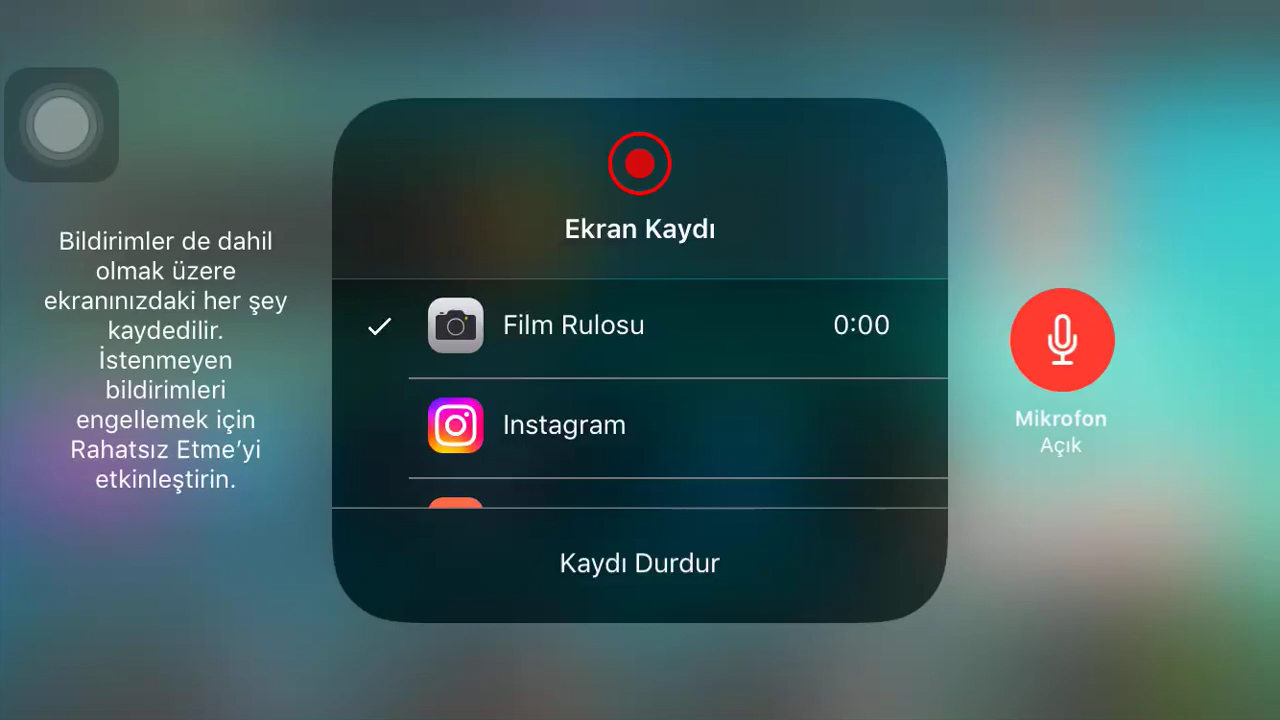 Bildirimler de dahil
olmak üzere
ekranınızdaki her şey
kaydedilir.
İstenmeyen
bildirimleri
engellemek için
Rahatsız Etme’yi
etkinleştirin.
Ekran Kaydı
Film Rulosu 0:00
Instagram
Kaydı Durdur
Mikrofon
Açık